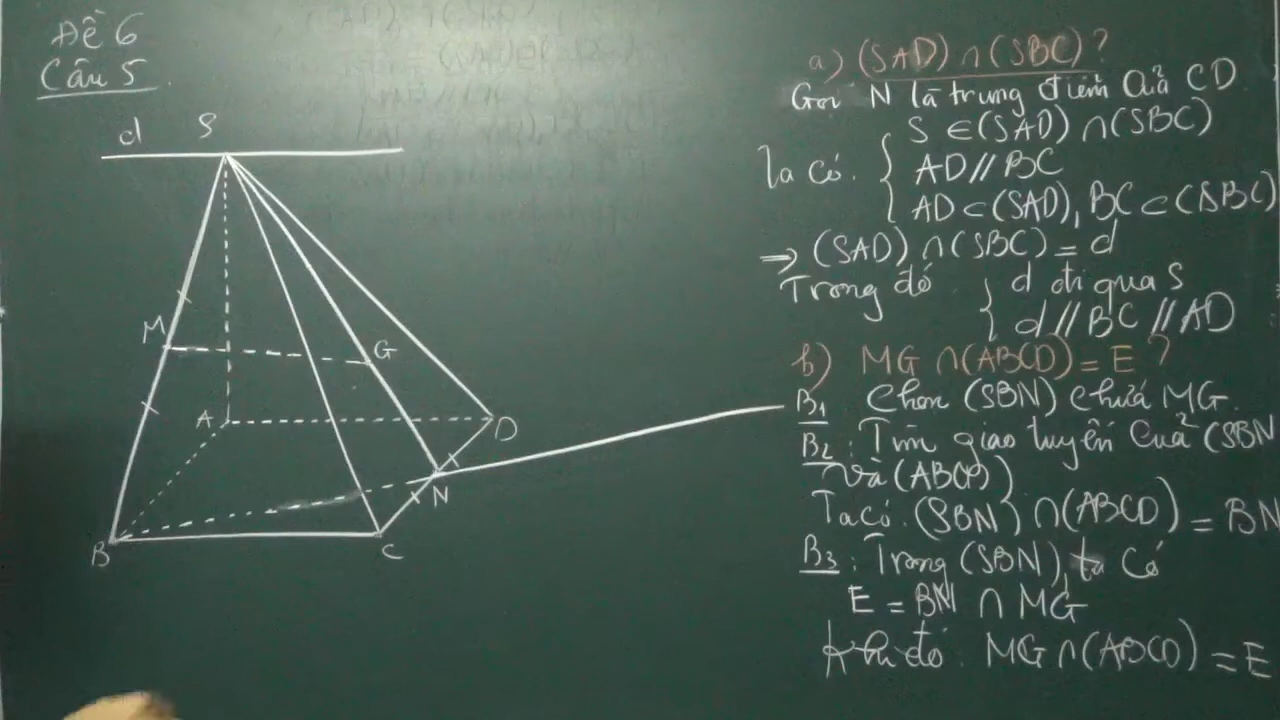 Đề 6
Câu 5
d S
M
G
A
D
N
B
C
a) (SAD) ∩ (SBC) ?
Gọi N là trung điểm của CD
S ∈ (SAD) ∩ (SBC)
Ta có:
AD // BC
AD ⊂ (SAD), BC ⊂ (SBC)
⇒ (SAD) ∩ (SBC) = d
Trong đó
d đi qua S
d // BC // AD
b) MG ∩ (ABCD) = E ?
B1 Chọn (SBN) chứa MG.
B2: Tìm giao tuyến của (SBN
và (ABCD)
Ta có: (SBN) ∩ (ABCD) = BN
B3: Trong (SBN), ta có
E = BN ∩ MG
Khi đó: MG ∩ (ABCD) = E